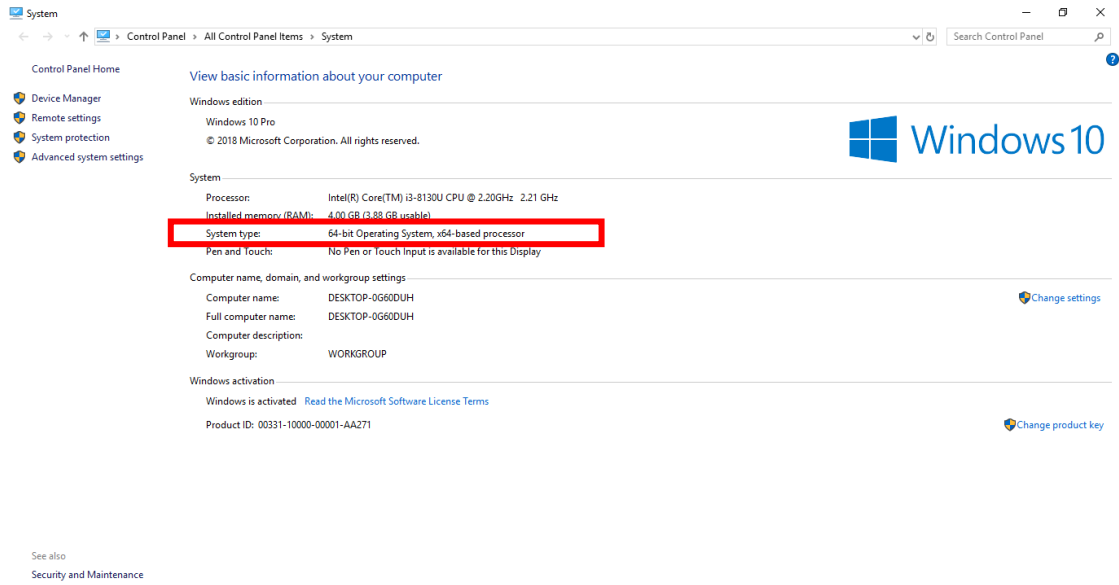 System
Control Panel > All Control Panel Items > System
Search Control Panel
Control Panel Home
Device Manager
Remote settings
System protection
Advanced system settings
View basic information about your computer
Windows edition
Windows 10 Pro
© 2018 Microsoft Corporation. All rights reserved.
Windows 10
System
Processor: Intel(R) Core(TM) i3-8130U CPU @ 2.20GHz 2.21 GHz
Installed memory (RAM): 4.00 GB (3.88 GB usable)
System type: 64-bit Operating System, x64-based processor
Pen and Touch: No Pen or Touch Input is available for this Display
Computer name, domain, and workgroup settings
Computer name: DESKTOP-0G60DUH
Change settings
Full computer name: DESKTOP-0G60DUH
Computer description:
Workgroup: WORKGROUP
Windows activation
Windows is activated Read the Microsoft Software License Terms
Product ID: 00331-10000-00001-AA271
Change product key
See also
Security and Maintenance